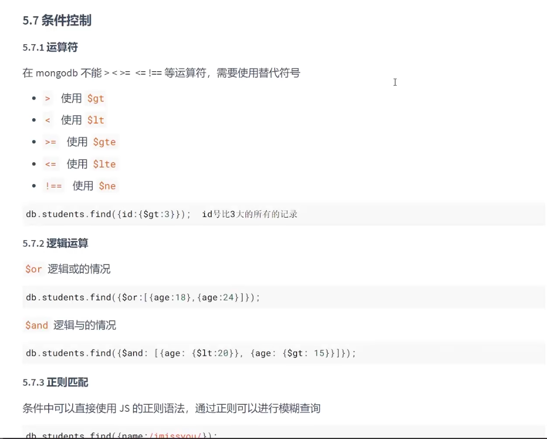 5.7 条件控制
5.7.1 运算符
在 mongodb 不能 > < >= <= !== 等运算符，需要使用替代符号
> 使用 $gt
< 使用 $lt
>= 使用 $gte
<= 使用 $lte
!== 使用 $ne
db.students.find({id:{$gt:3}}); id号比3大的所有的记录
5.7.2 逻辑运算
$or 逻辑或的情况
db.students.find({$or:[{age:18},{age:24}]});
$and 逻辑与的情况
db.students.find({$and: [{age: {$lt:20}}, {age: {$gt: 15}}]});
5.7.3 正则匹配
条件中可以直接使用 JS 的正则语法，通过正则可以进行模糊查询
db.students.find({name:/imissyou/});